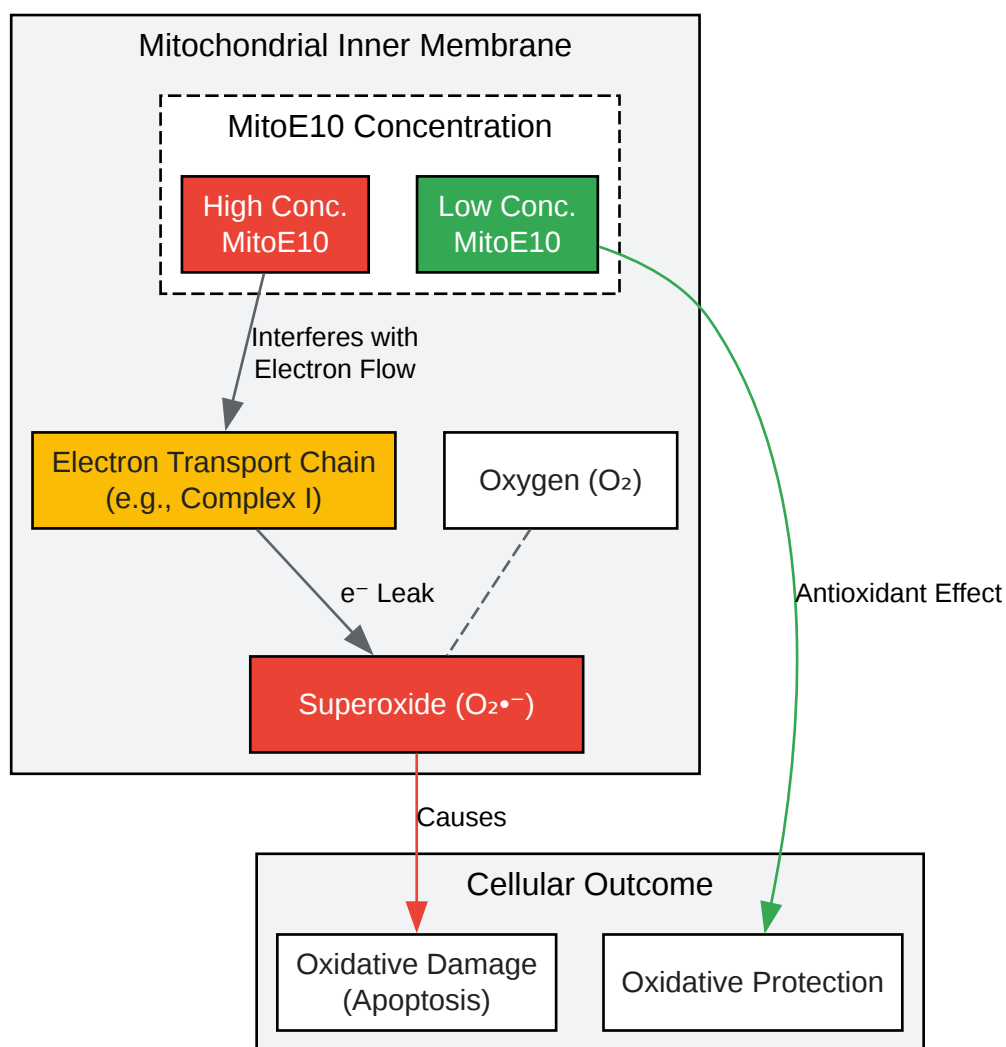 Mitochondrial Inner Membrane
MitoE10 Concentration
High Conc.
MitoE10
Low Conc.
MitoE10
Interferes with
Electron Flow
Electron Transport Chain
(e.g., Complex I)
Oxygen (O₂)
e⁻ Leak
Antioxidant Effect
Superoxide (O₂•⁻)
Causes
Cellular Outcome
Oxidative Damage
(Apoptosis)
Oxidative Protection